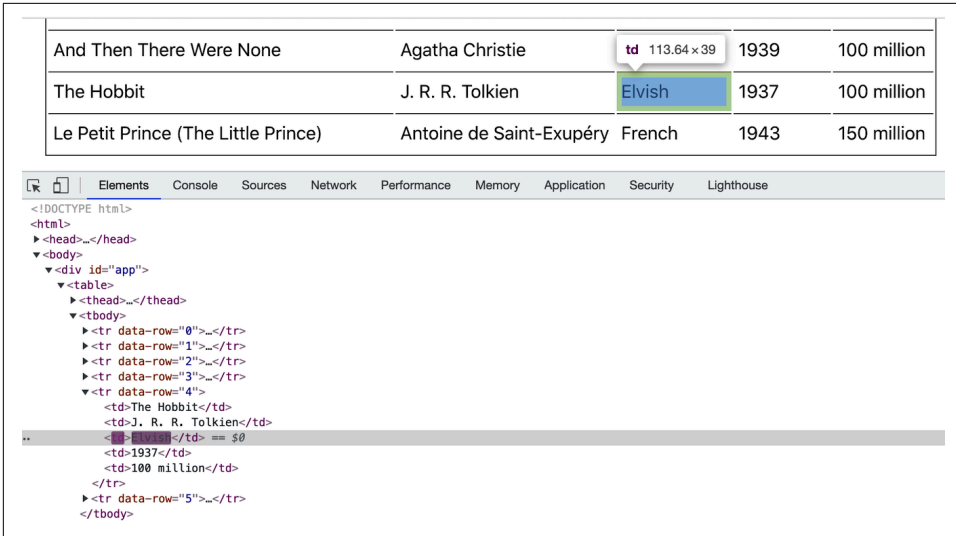 And Then There Were None Agatha Christie td 113.64 × 39 1939 100 million
The Hobbit J. R. R. Tolkien Elvish 1937 100 million
Le Petit Prince (The Little Prince) Antoine de Saint-Exupéry French 1943 150 million
Elements Console Sources Network Performance Memory Application Security Lighthouse
<!DOCTYPE html>
<html>
▶<head>…</head>
▼<body>
▼<div id="app">
▼<table>
▶<thead>…</thead>
▼<tbody>
▶<tr data-row="0">…</tr>
▶<tr data-row="1">…</tr>
▶<tr data-row="2">…</tr>
▶<tr data-row="3">…</tr>
▼<tr data-row="4">
<td>The Hobbit</td>
<td>J. R. R. Tolkien</td>
<td>Elvish</td> == $0
<td>1937</td>
<td>100 million</td>
</tr>
▶<tr data-row="5">…</tr>
</tbody>